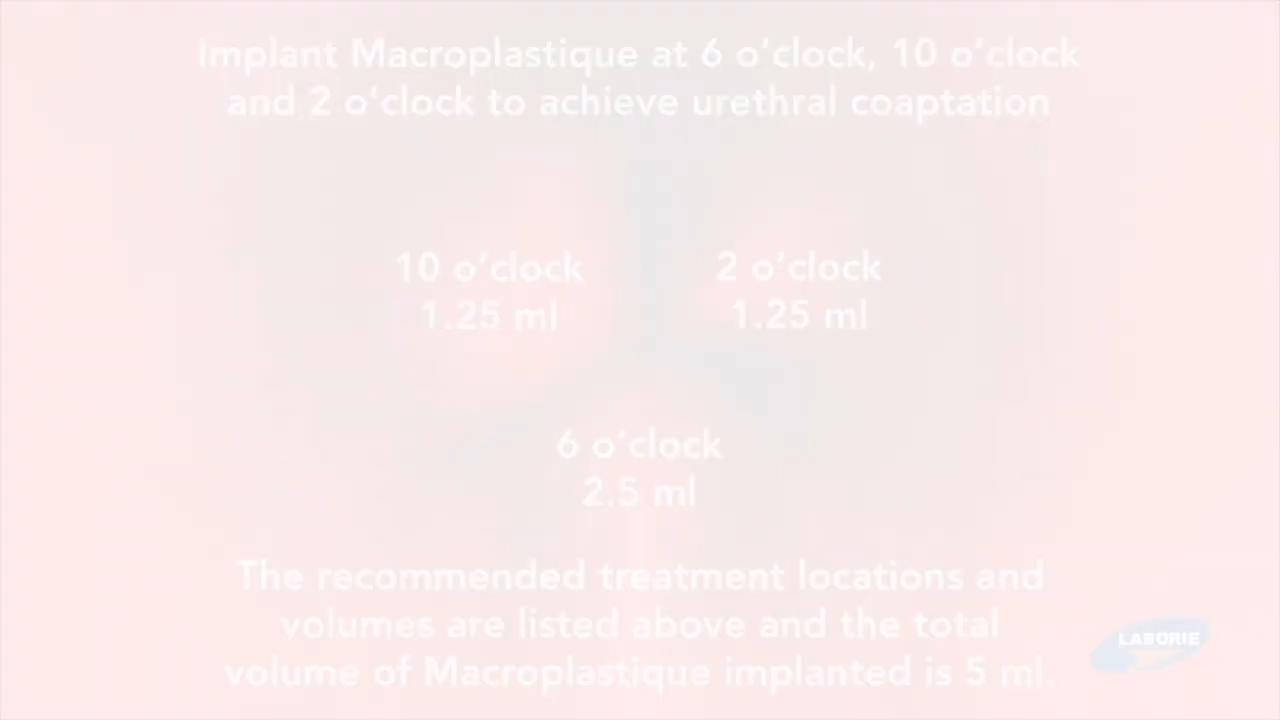 Implant Macroplastique at 6 o'clock, 10 o'clock
and 2 o'clock to achieve urethral coaptation
10 o'clock
1.25 ml
2 o'clock
1.25 ml
6 o'clock
2.5 ml
The recommended treatment locations and
volumes are listed above and the total
volume of Macroplastique implanted is 5 ml.
LABORIE